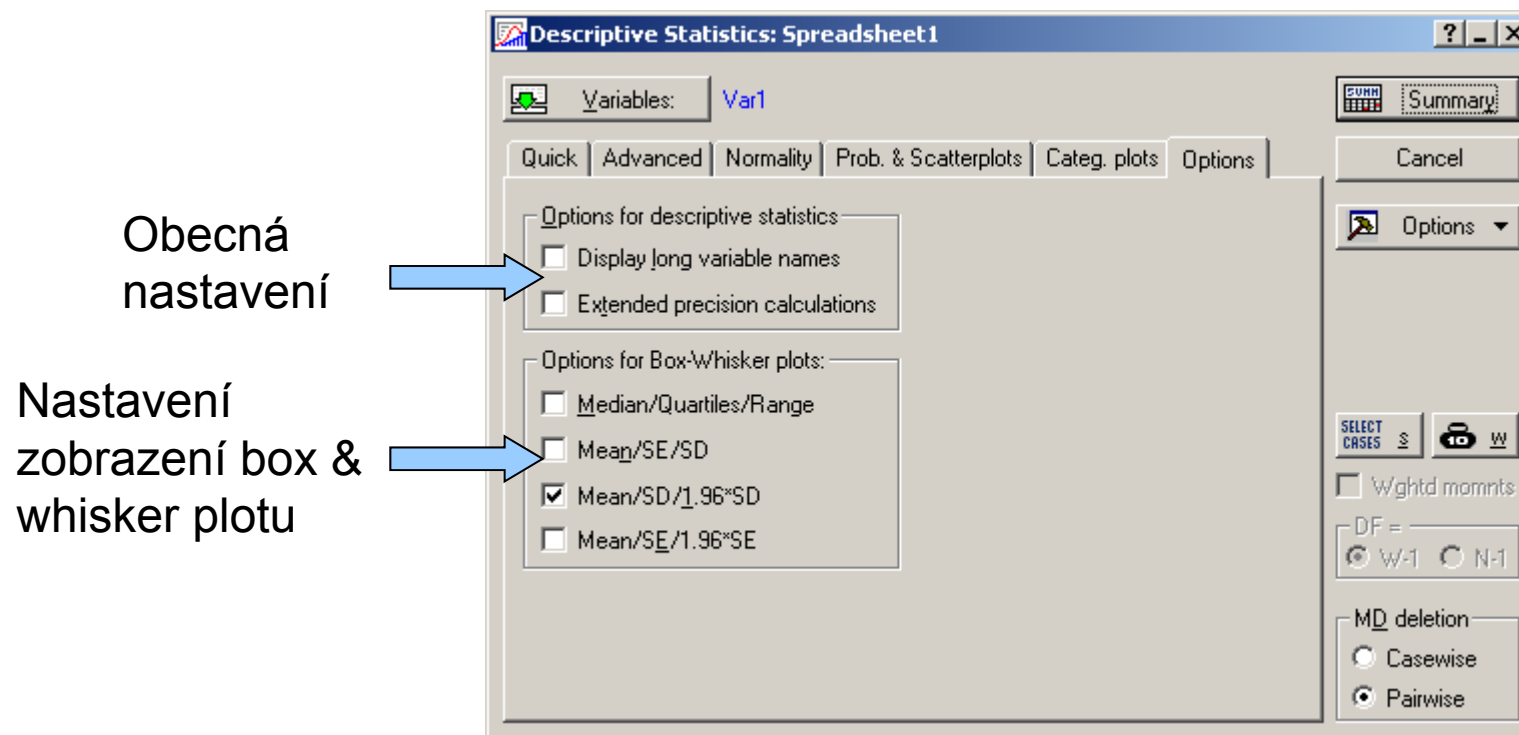 Descriptive Statistics: Spreadsheet1
Variables: Var1
SUMM Summary
Quick Advanced Normality Prob. & Scatterplots Categ. plots Options
Cancel
Options
Obecná
nastavení
Options for descriptive statistics
Display long variable names
Extended precision calculations
Nastavení
zobrazení box &
whisker plotu
Options for Box-Whisker plots:
Median/Quartiles/Range
Mean/SE/SD
Mean/SD/1.96*SD
Mean/SE/1.96*SE
SELECT
CASES S W
Wghtd momnts
DF =
W-1 N-1
MD deletion
Casewise
Pairwise